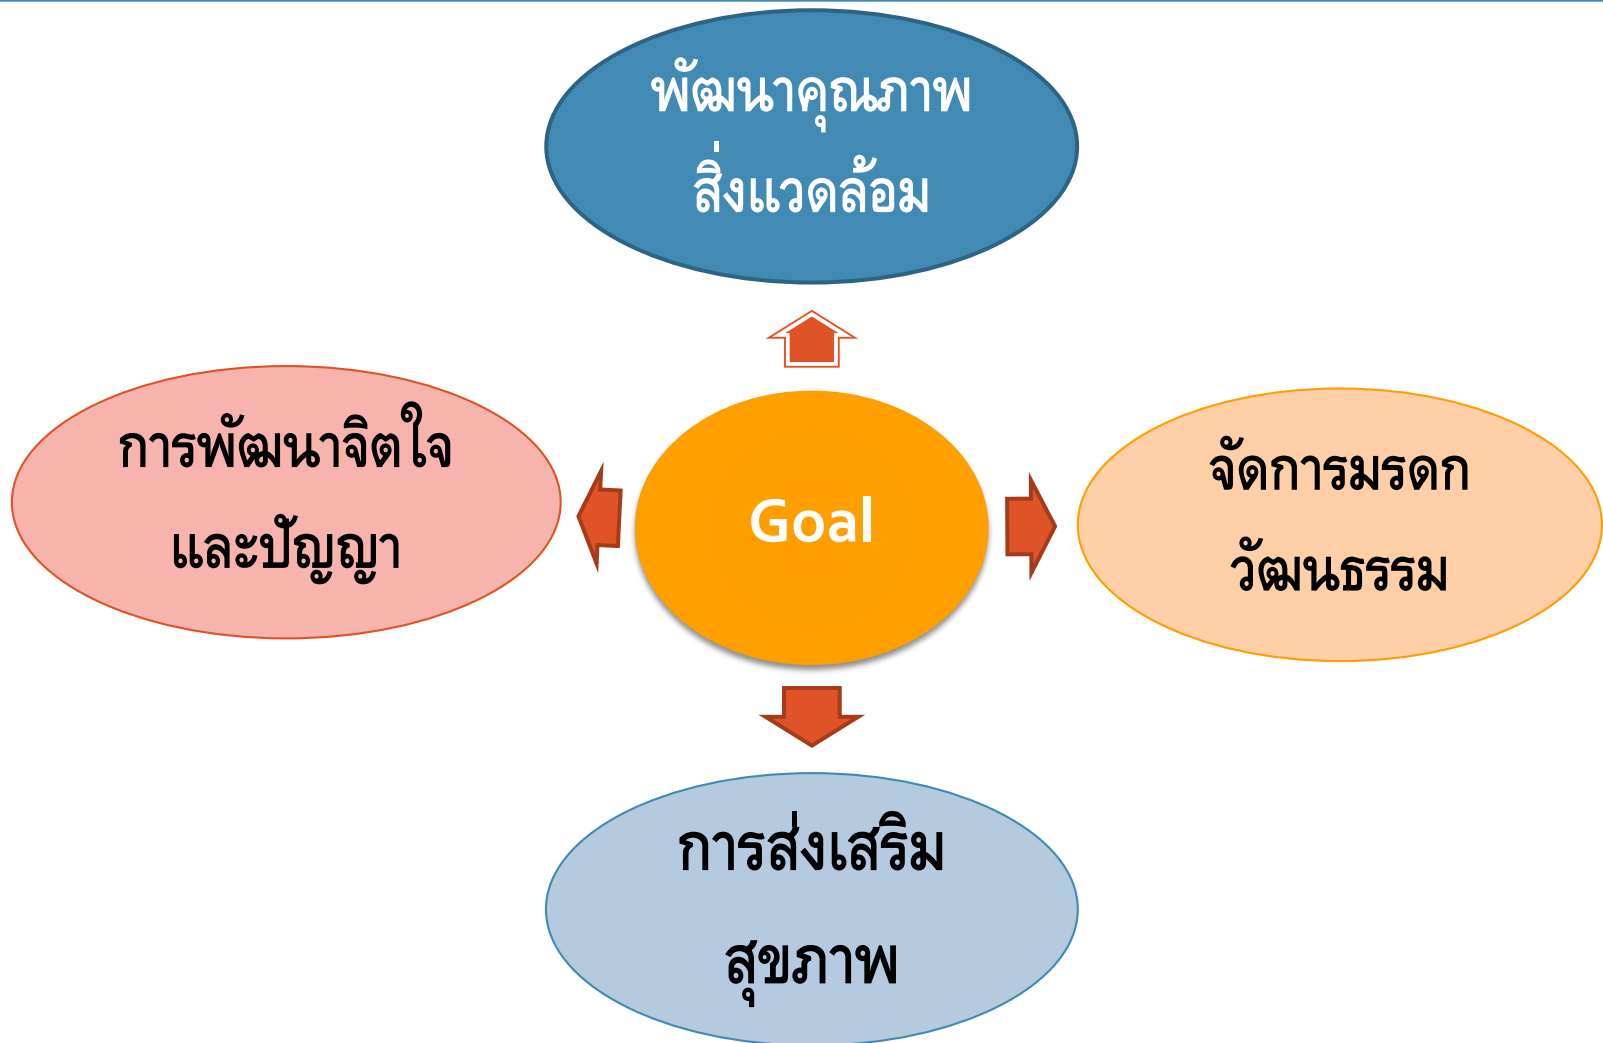 พัฒนาคุณภาพ
สิ่งแวดล้อม
การพัฒนาจิตใจ
และปัญญา
Goal
จัดการมรดก
วัฒนธรรม
การส่งเสริม
สุขภาพ